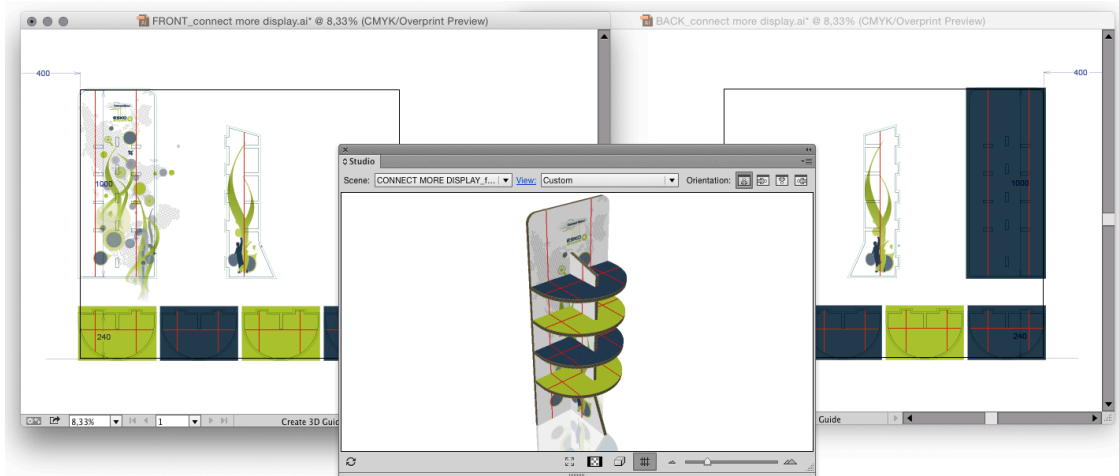 FRONT_connect more display.ai* @ 8,33% (CMYK/Overprint Preview)
BACK_connect more display.ai* @ 8,33% (CMYK/Overprint Preview)
400
400
ESKO
1000
1000
240
240
Studio
Scene: CONNECT MORE DISPLAY_f... View: Custom Orientation:
ESKO
8,33% 1 Create 3D Guid
Guide